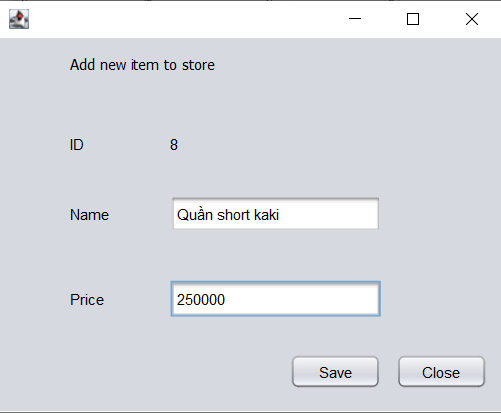 Add new item to store
ID 8
Name Quần short kaki
Price 250000
Save Close